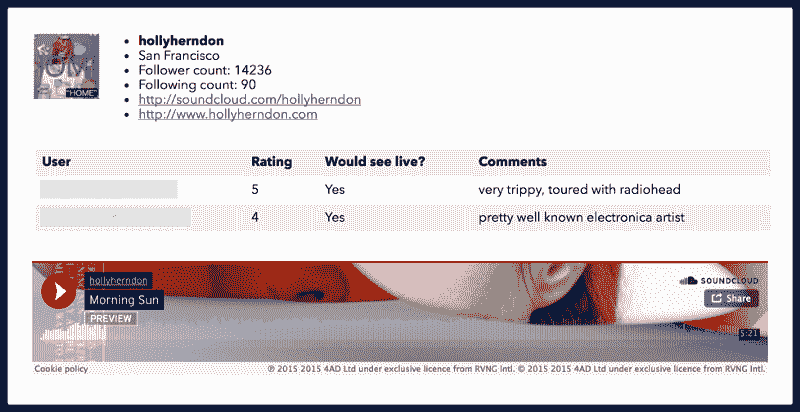 hollyherndon
San Francisco
Follower count: 14236
Following count: 90
http://soundcloud.com/hollyherndon
http://www.hollyherndon.com
"HOME"
User Rating Would see live? Comments
5 Yes very trippy, toured with radiohead
4 Yes pretty well known electronica artist
hollyherndon
Morning Sun
PREVIEW
SOUNDCLOUD
Share
5:21
Cookie policy
℗ 2015 2015 4AD Ltd under exclusive licence from RVNG Intl. © 2015 2015 4AD Ltd under exclusive licence from RVNG Intl.